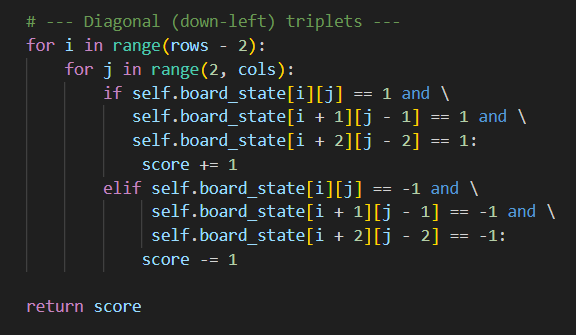 # --- Diagonal (down-left) triplets ---
for i in range(rows - 2):
    for j in range(2, cols):
        if self.board_state[i][j] == 1 and \
           self.board_state[i + 1][j - 1] == 1 and \
           self.board_state[i + 2][j - 2] == 1:
            score += 1
        elif self.board_state[i][j] == -1 and \
             self.board_state[i + 1][j - 1] == -1 and \
             self.board_state[i + 2][j - 2] == -1:
            score -= 1
return score